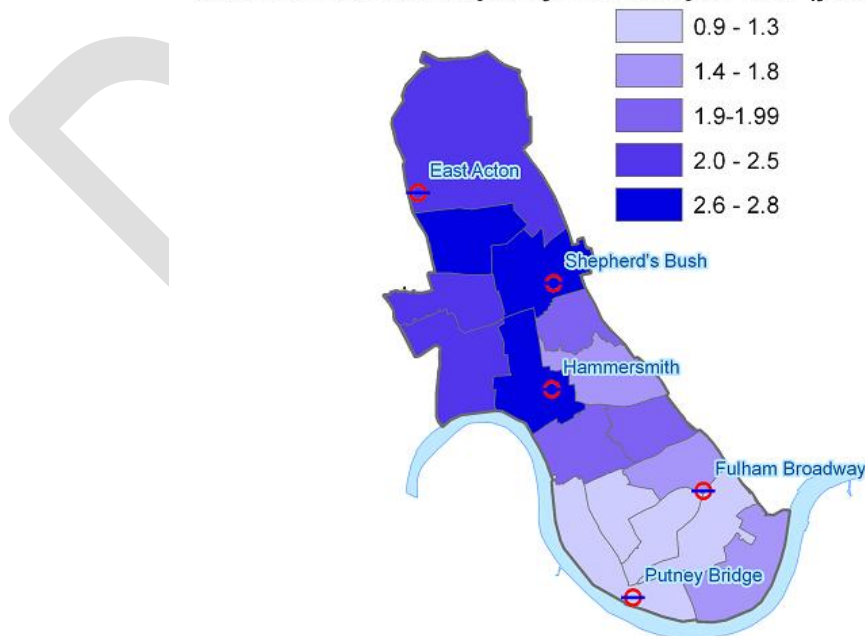 0.9 - 1.3
1.4 - 1.8
1.9-1.99
2.0 - 2.5
2.6 - 2.8
East Acton
Shepherd's Bush
Hammersmith
Fulham Broadway
Putney Bridge